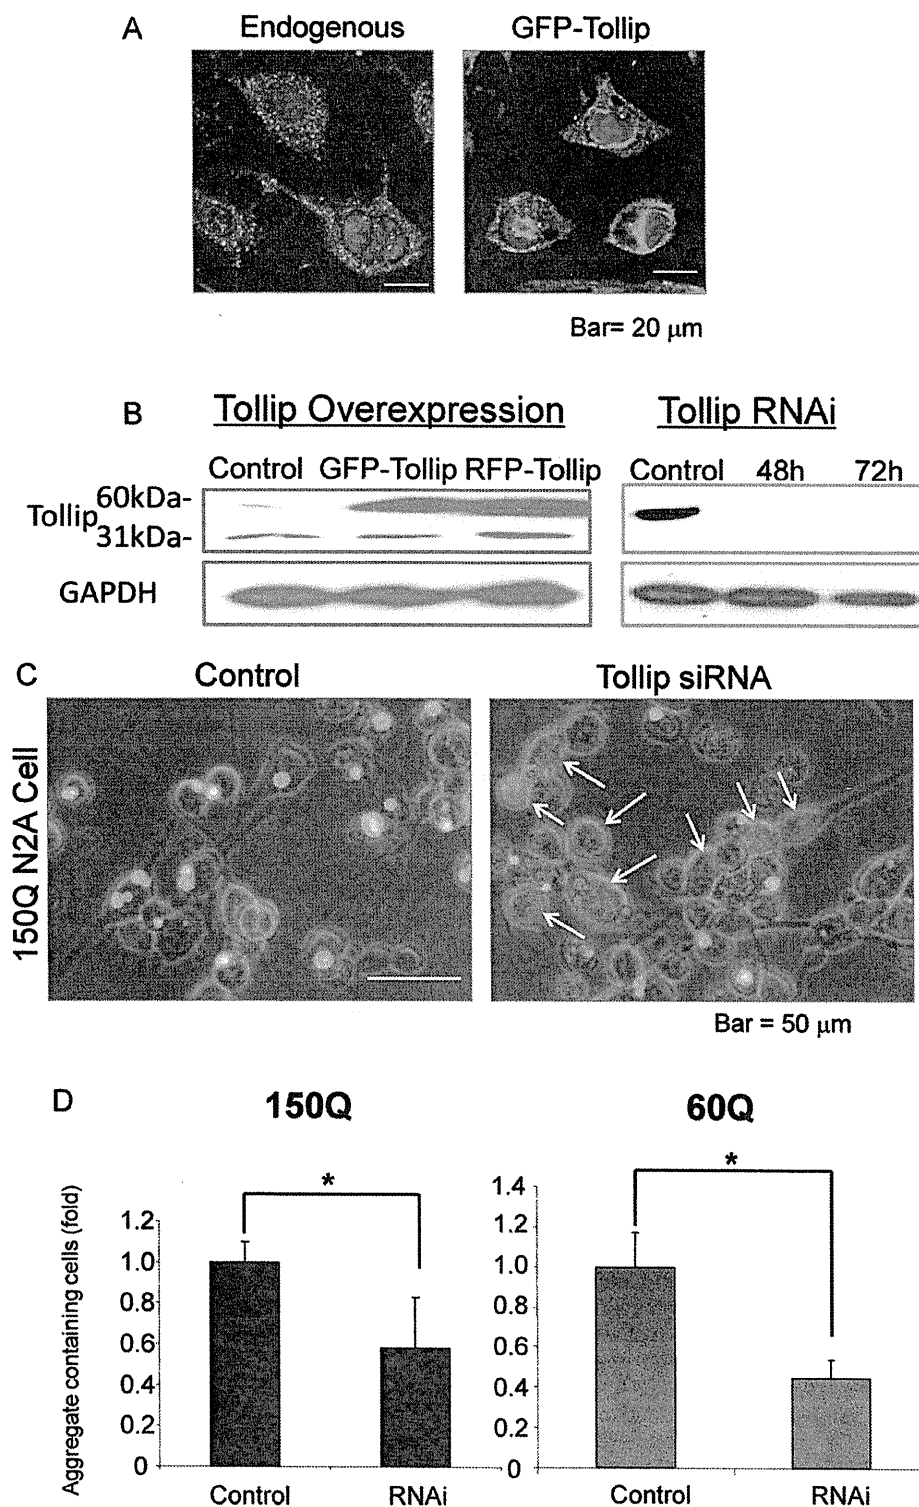 A
Endogenous GFP-Tollip
Bar= 20 μm
B
Tollip Overexpression Tollip RNAi
Control GFP-Tollip RFP-Tollip Control 48h 72h
60kDa-
Tollip
31kDa-
GAPDH
C
Control Tollip siRNA
150Q N2A Cell
Bar = 50 μm
D
150Q 60Q
* *
Aggregate containing cells (fold)
1.2
1.0
0.8
0.6
0.4
0.2
0
Control RNAi
1.4
1.2
1.0
0.8
0.6
0.4
0.2
0
Control RNAi